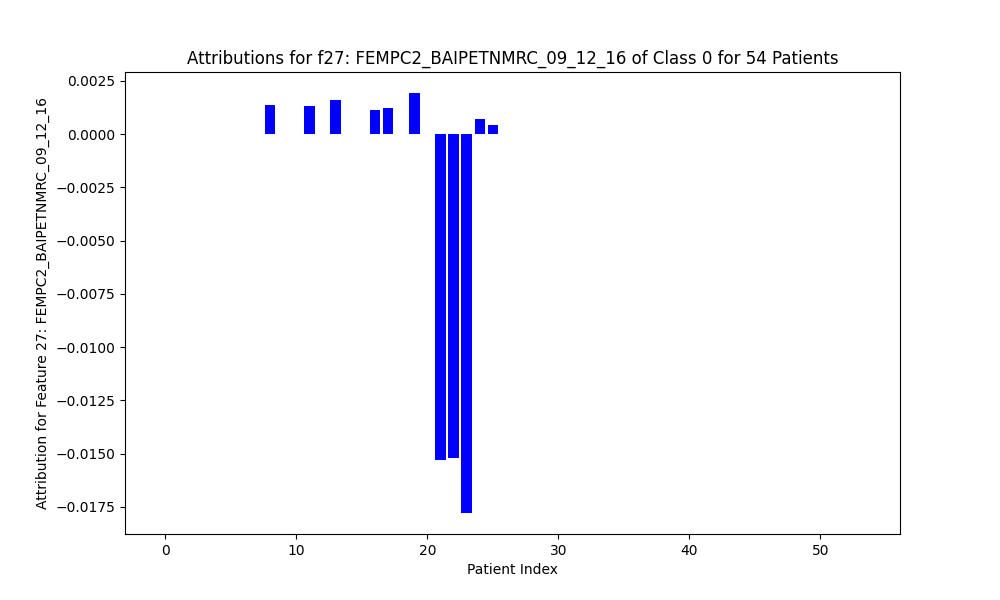 Attributions for f27: FEMPC2_BAIPETNMRC_09_12_16 of Class 0 for 54 Patients
Attribution for Feature 27: FEMPC2_BAIPETNMRC_09_12_16
0.0025
0.0000
−0.0025
−0.0050
−0.0075
−0.0100
−0.0125
−0.0150
−0.0175
0 10 20 30 40 50
Patient Index